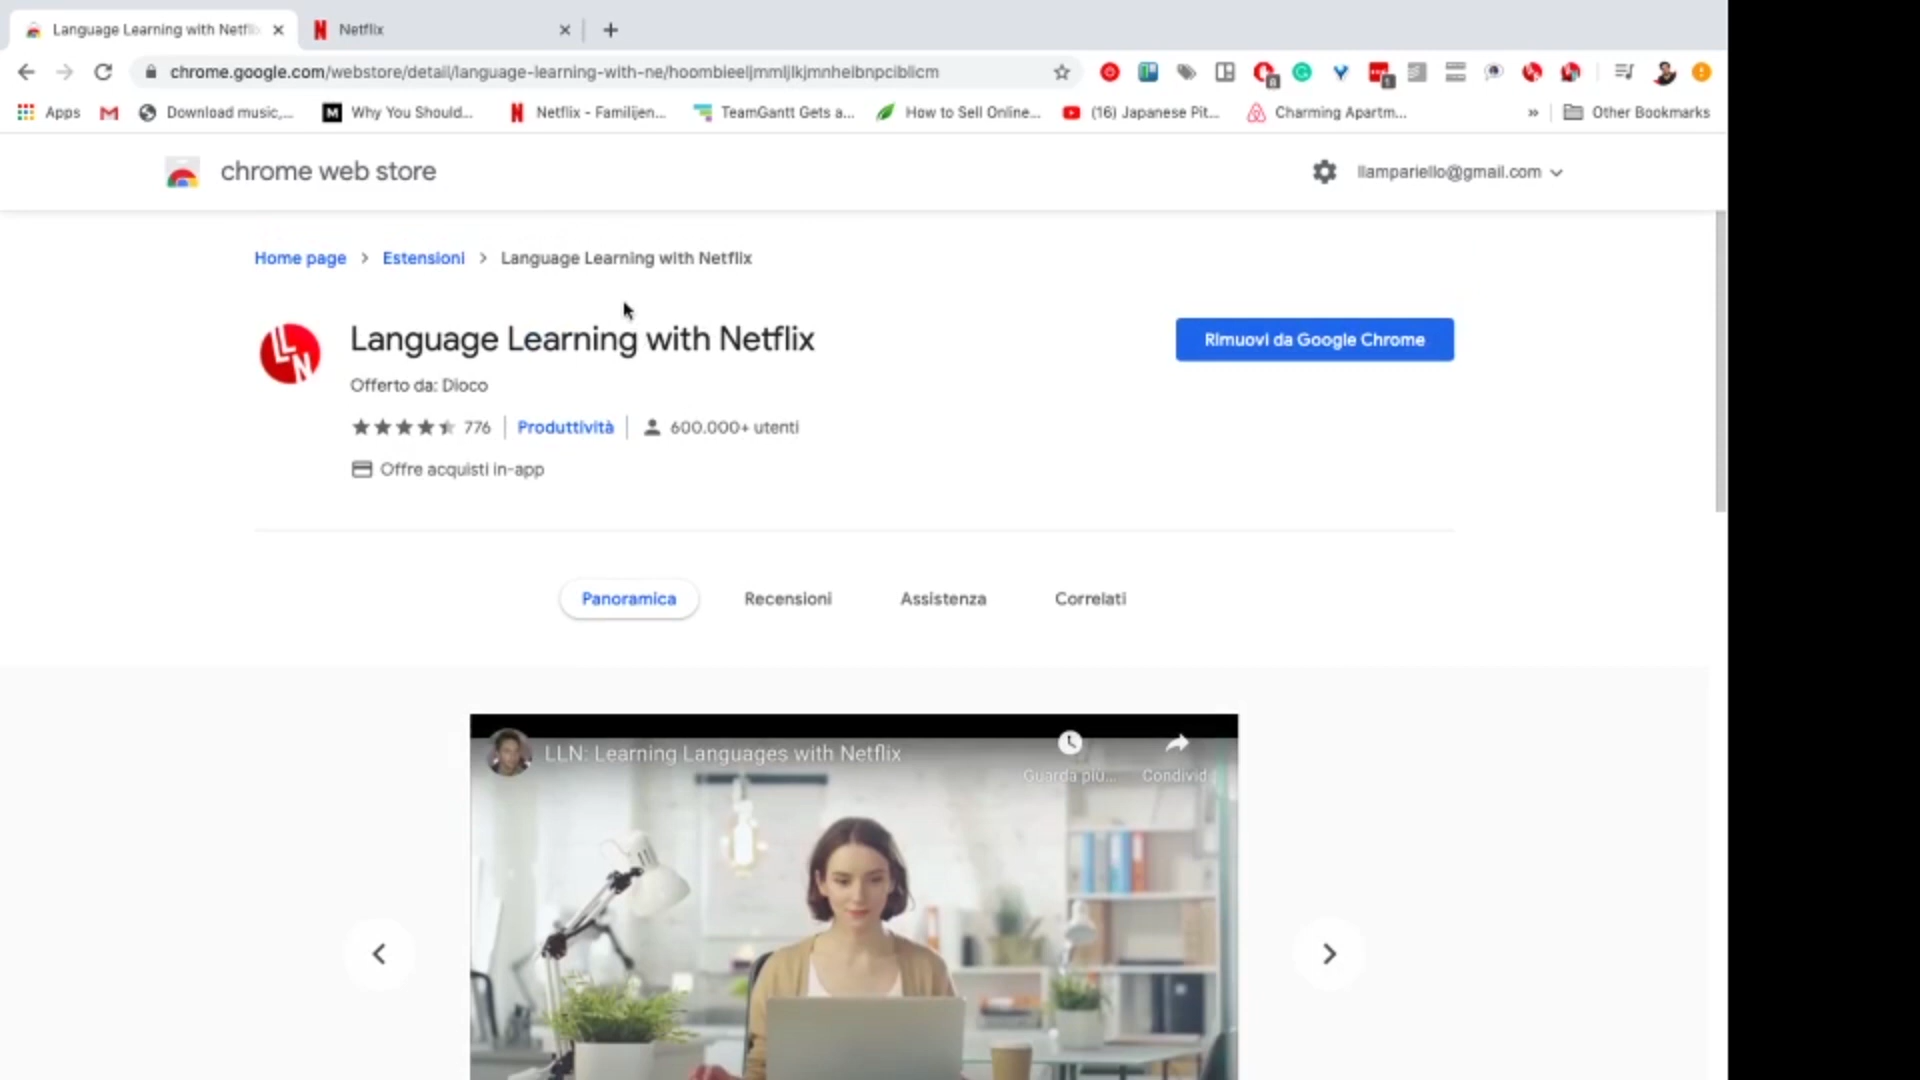 Language Learning with Netflix
Netflix
chrome.google.com/webstore/detail/language-learning-with-ne/hoombieeljmmljlkjmnheibnpciblicm
Apps
Download music,...
M Why You Should...
Netflix - Familjen...
TeamGantt Gets a...
How to Sell Online...
(16) Japanese Pit...
Charming Apartm...
»
Other Bookmarks
chrome web store
llampariello@gmail.com
Home page > Estensioni > Language Learning with Netflix
LLN
Language Learning with Netflix
Rimuovi da Google Chrome
Offerto da: Dioco
776 | Produttività | 600.000+ utenti
Offre acquisti in-app
Panoramica
Recensioni
Assistenza
Correlati
LLN: Learning Languages with Netflix
Guarda più...
Condivid